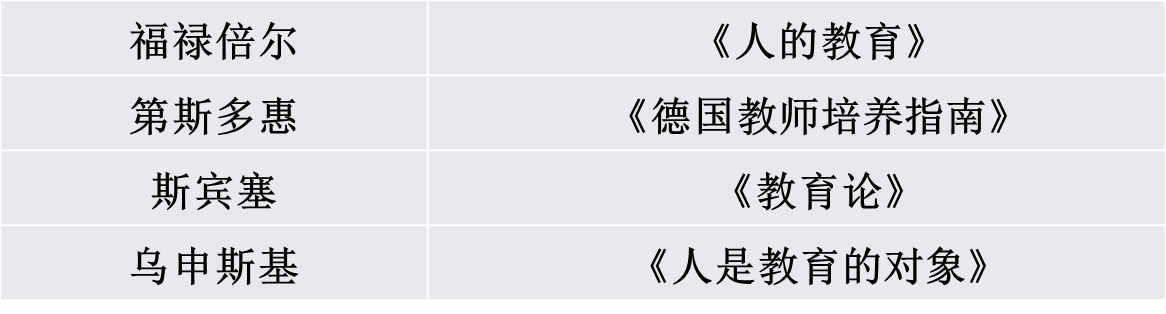 福禄倍尔 《人的教育》
第斯多惠 《德国教师培养指南》
斯宾塞 《教育论》
乌申斯基 《人是教育的对象》